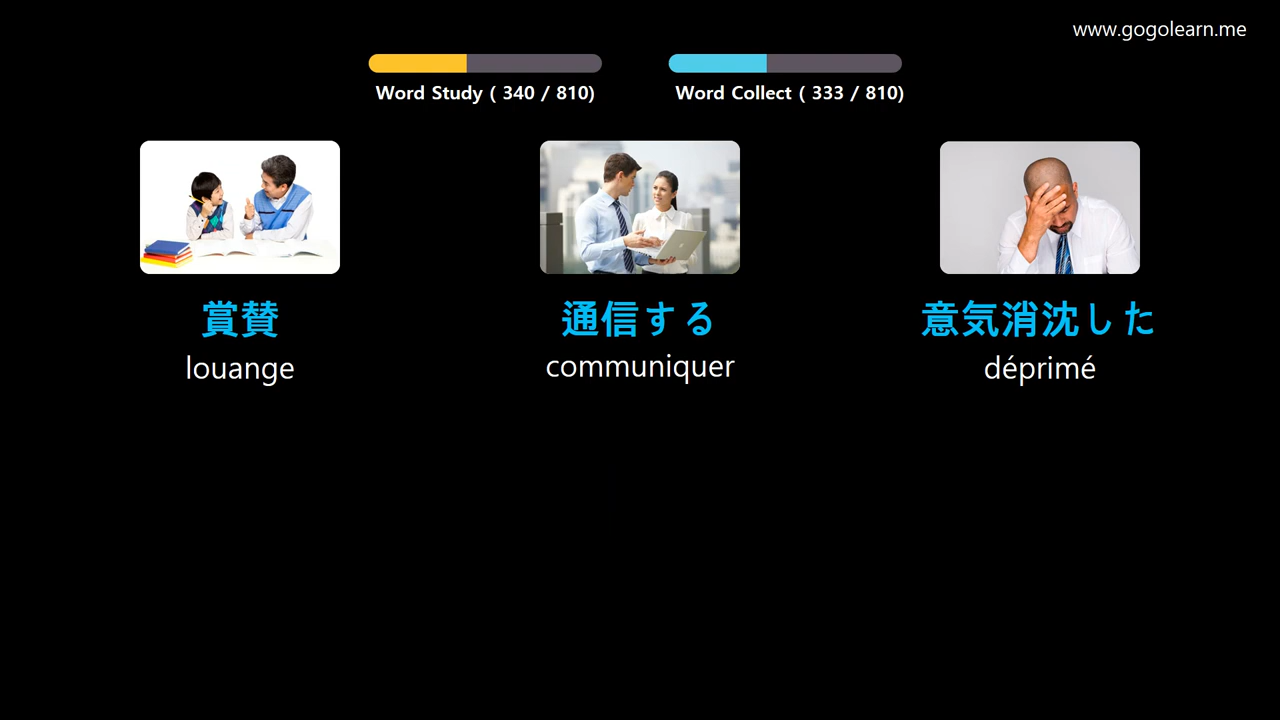 www.gogolearn.me
Word Study ( 340 / 810)
Word Collect ( 333 / 810)
賞賛
louange
通信する
communiquer
意気消沈した
déprimé